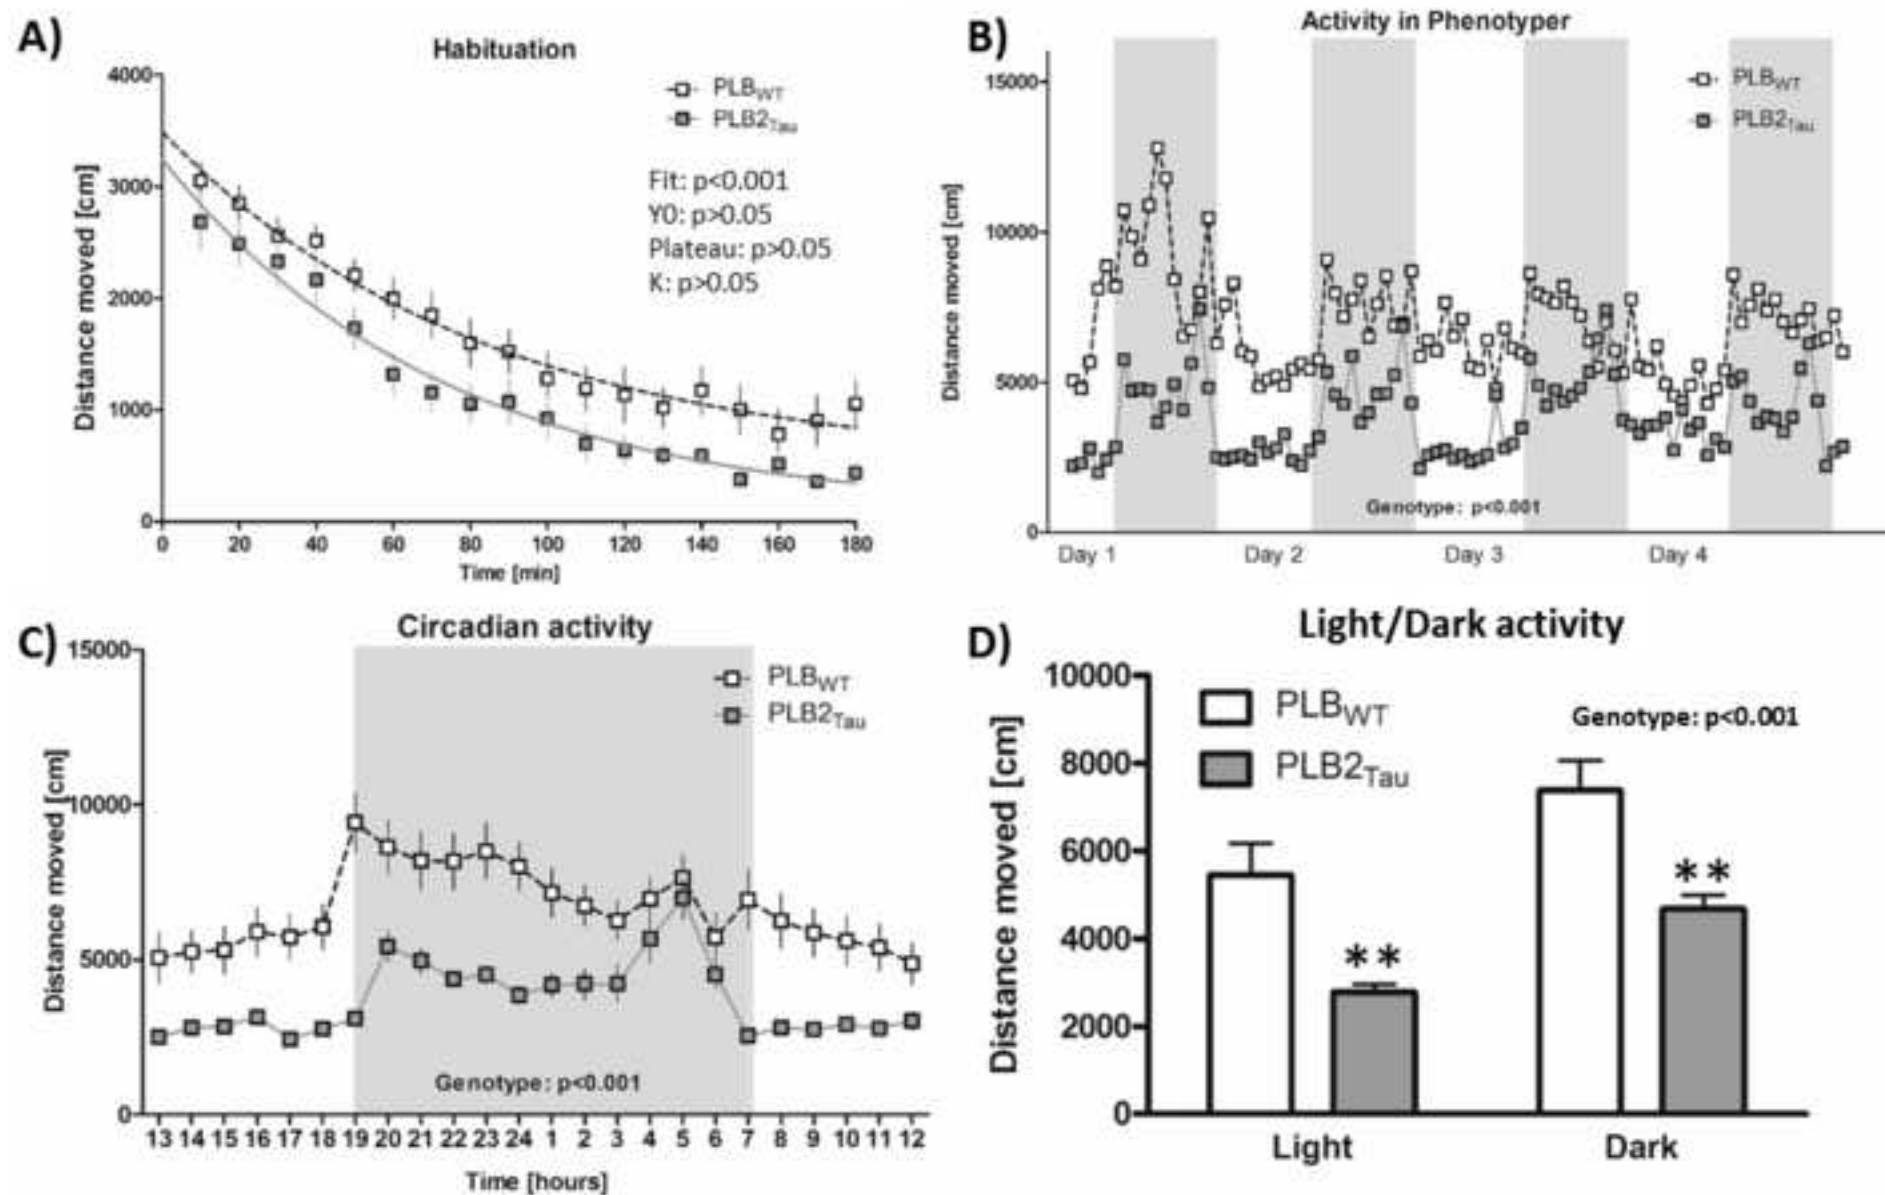 A)
Habituation
4000
3000
2000
1000
0
Distance moved [cm]
PLBWT
PLB2Tau
Fit: p<0.001
Y0: p>0.05
Plateau: p>0.05
K: p>0.05
0 20 40 60 80 100 120 140 160 180
Time [min]
B)
Activity in Phenotyper
15000
10000
5000
0
Distance moved [cm]
PLBWT
PLB2Tau
Genotype: p<0.001
Day 1 Day 2 Day 3 Day 4
C)
Circadian activity
15000
10000
5000
0
Distance moved [cm]
PLBWT
PLB2Tau
Genotype: p<0.001
13 14 15 16 17 18 19 20 21 22 23 24 1 2 3 4 5 6 7 8 9 10 11 12
Time [hours]
D)
Light/Dark activity
10000
8000
6000
4000
2000
0
Distance moved [cm]
PLBWT
PLB2Tau
Genotype: p<0.001
**
**
Light Dark